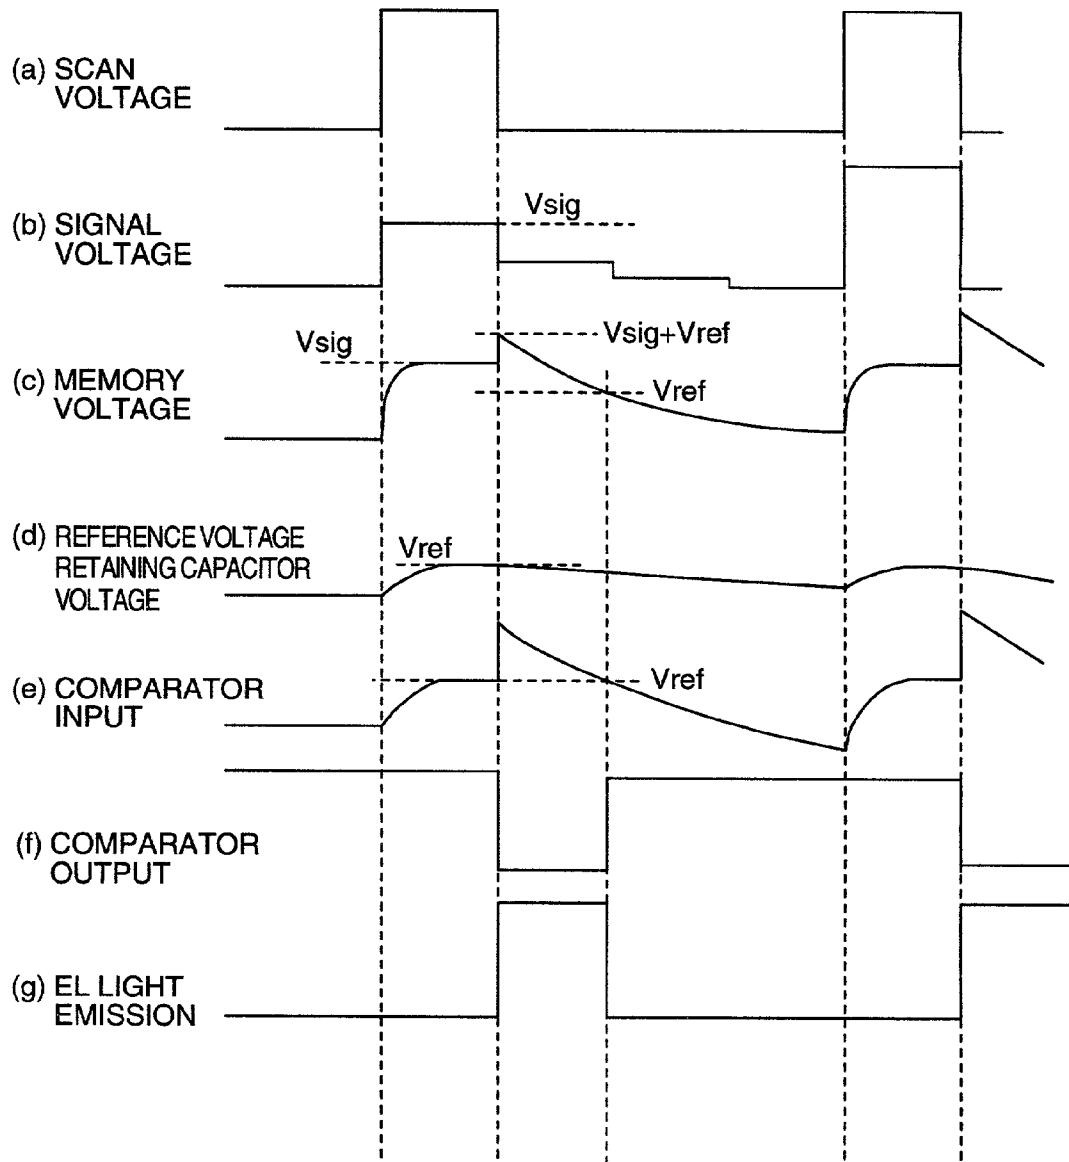 (a) SCAN
VOLTAGE
(b) SIGNAL
VOLTAGE
Vsig
Vsig
Vsig+Vref
(c) MEMORY
VOLTAGE
Vref
(d) REFERENCE VOLTAGE
RETAINING CAPACITOR
VOLTAGE
Vref
(e) COMPARATOR
INPUT
Vref
(f) COMPARATOR
OUTPUT
(g) EL LIGHT
EMISSION